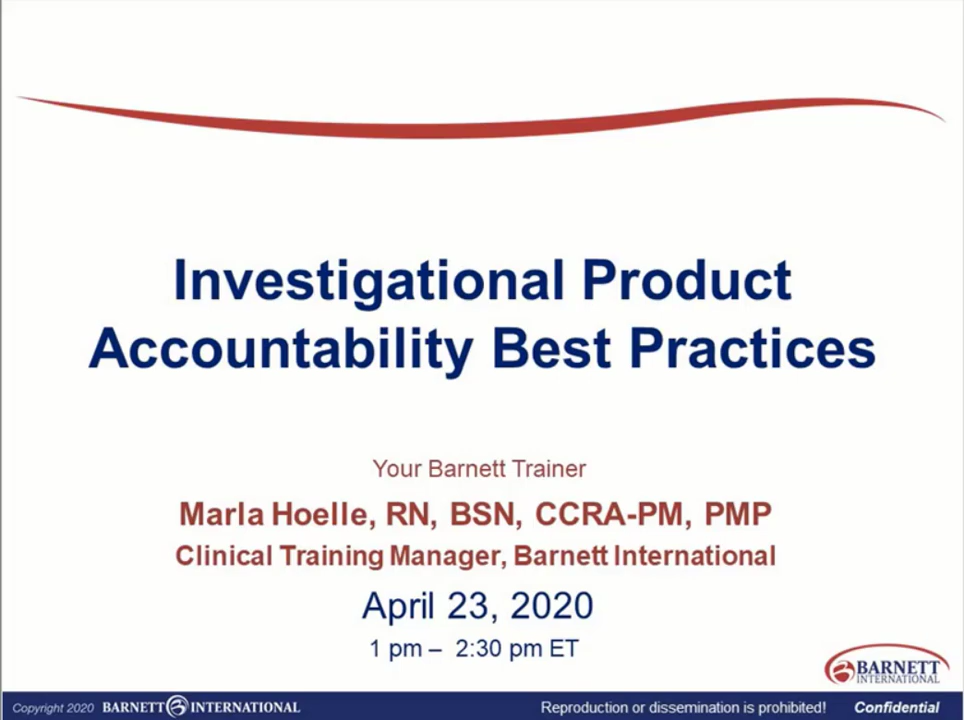 Investigational Product
Accountability Best Practices
Your Barnett Trainer
Marla Hoelle, RN, BSN, CCRA-PM, PMP
Clinical Training Manager, Barnett International
April 23, 2020
1 pm – 2:30 pm ET
BARNETT
INTERNATIONAL
Copyright 2020 BARNETT INTERNATIONAL Reproduction or dissemination is prohibited! Confidential